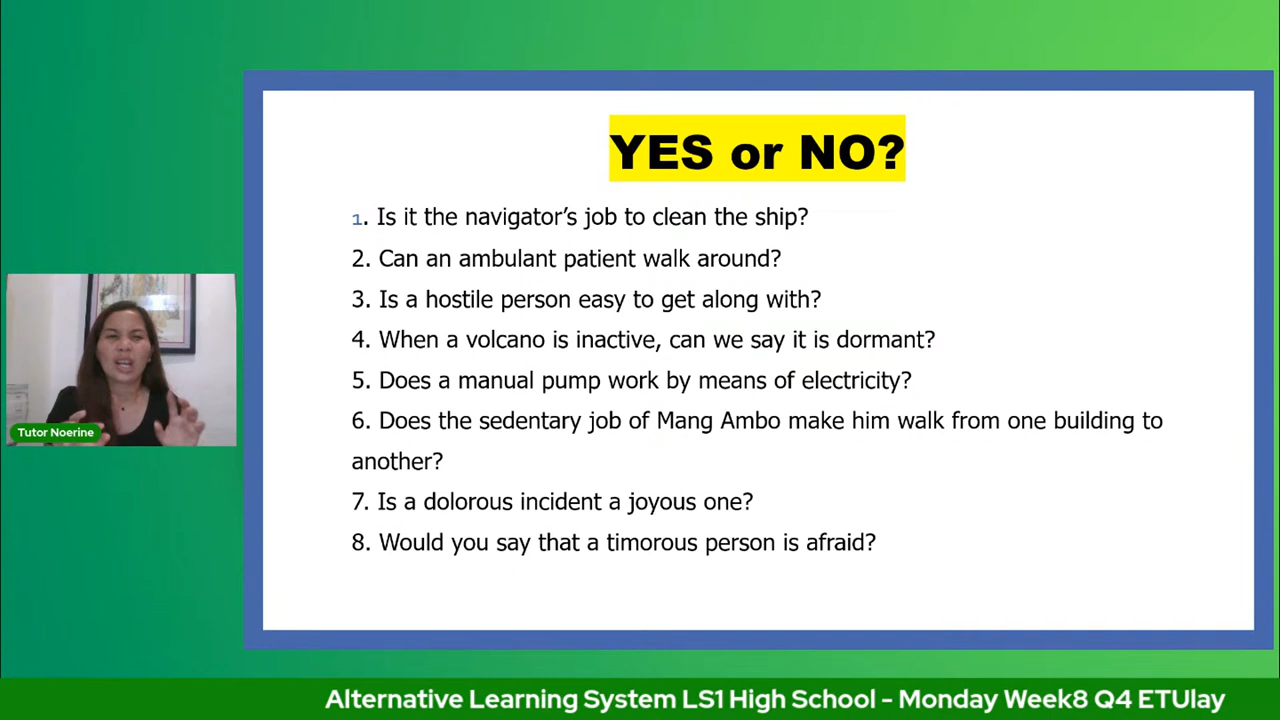 YES or NO?
1. Is it the navigator’s job to clean the ship?
2. Can an ambulant patient walk around?
3. Is a hostile person easy to get along with?
4. When a volcano is inactive, can we say it is dormant?
5. Does a manual pump work by means of electricity?
6. Does the sedentary job of Mang Ambo make him walk from one building to
another?
7. Is a dolorous incident a joyous one?
8. Would you say that a timorous person is afraid?
Tutor Noerine
Alternative Learning System LS1 High School - Monday Week8 Q4 ETUlay